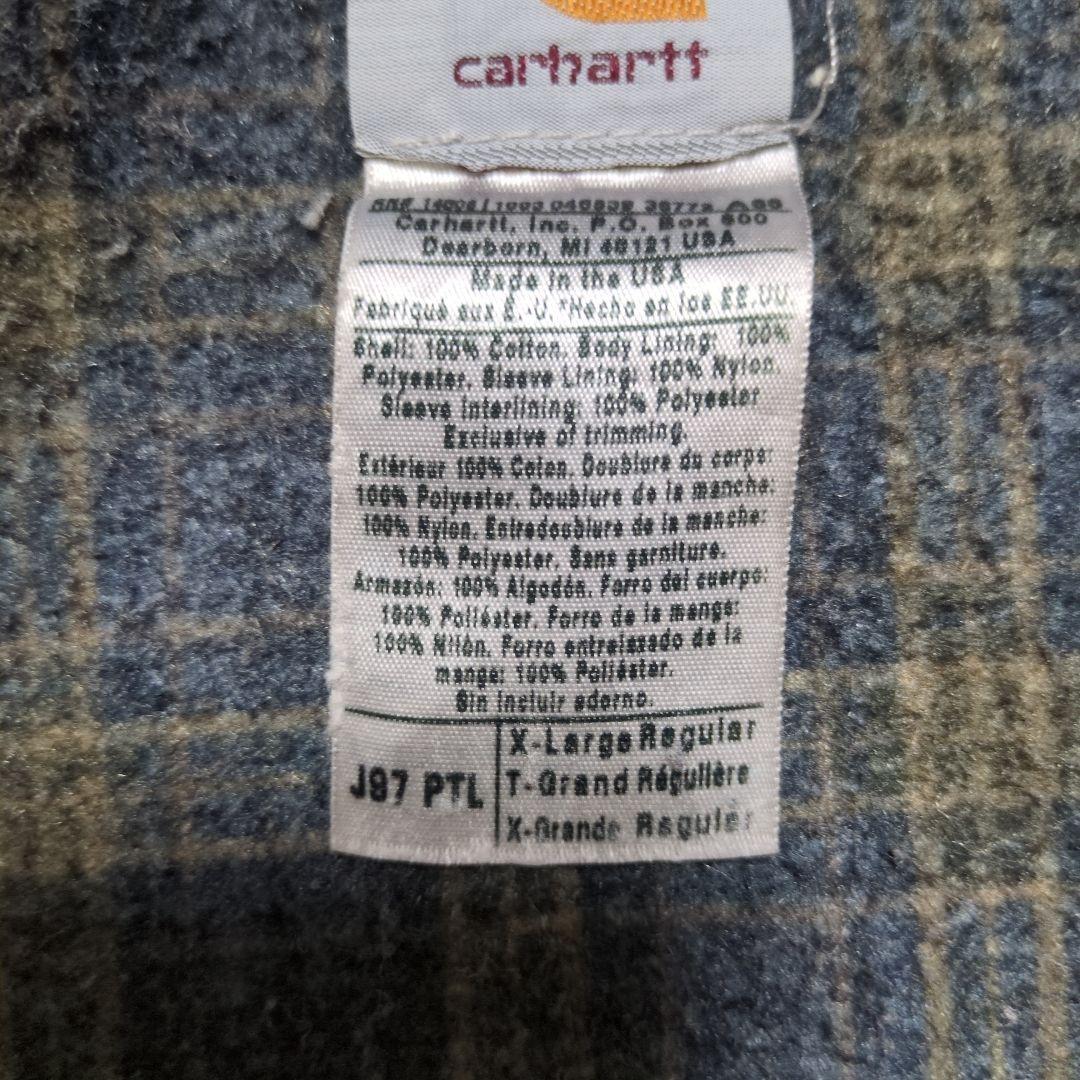 carhartt
Carhartt, Inc. P.O. Box 600
Dearborn, MI 48121 USA
Made in the USA
Fabriqué aux É.-U. *Hecho en los EE.UU.
Shell: 100% Cotton. Body Lining: 100%
Polyester. Sleeve Lining: 100% Nylon
Sleeve Interlining: 100% Polyester
Exclusive of trimming.
Extérieur 100% Coton. Doublure du corps:
100% Polyester. Doublure de la manche:
100% Nylon. Entredoublure de la manche:
100% Polyester. Sans garniture.
Armazón: 100% Algodón. Forro del cuerpo:
100% Poliéster. Forro de la manga:
100% Nilón. Forro entrelazado de la
manga: 100% Poliéster.
Sin incluir adorno.
J97 PTL
X-Large Regular
T-Grand Régulière
X-Grande Regular